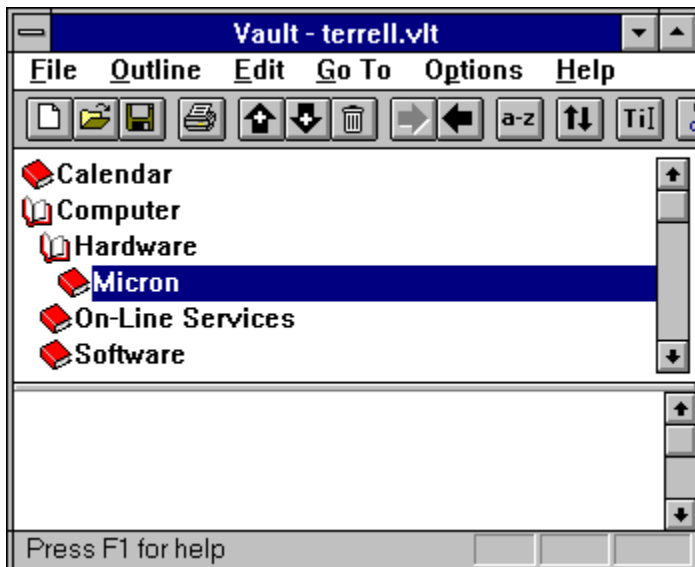 Vault - terrell.vlt
File Outline Edit Go To Options Help
a-z TiI
Calendar
Computer
Hardware
Micron
On-Line Services
Software
Press F1 for help